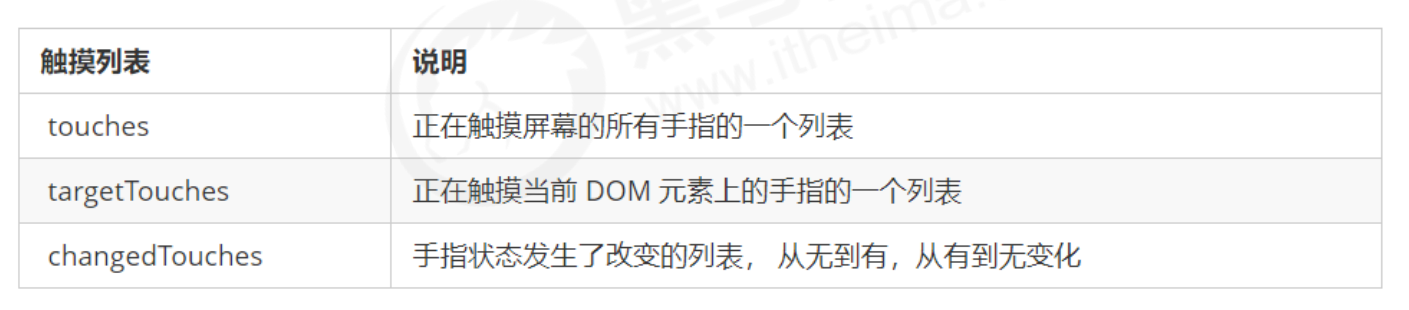 www.itheima.
触摸列表 说明
touches 正在触摸屏幕的所有手指的一个列表
targetTouches 正在触摸当前 DOM 元素上的手指的一个列表
changedTouches 手指状态发生了改变的列表， 从无到有，从有到无变化